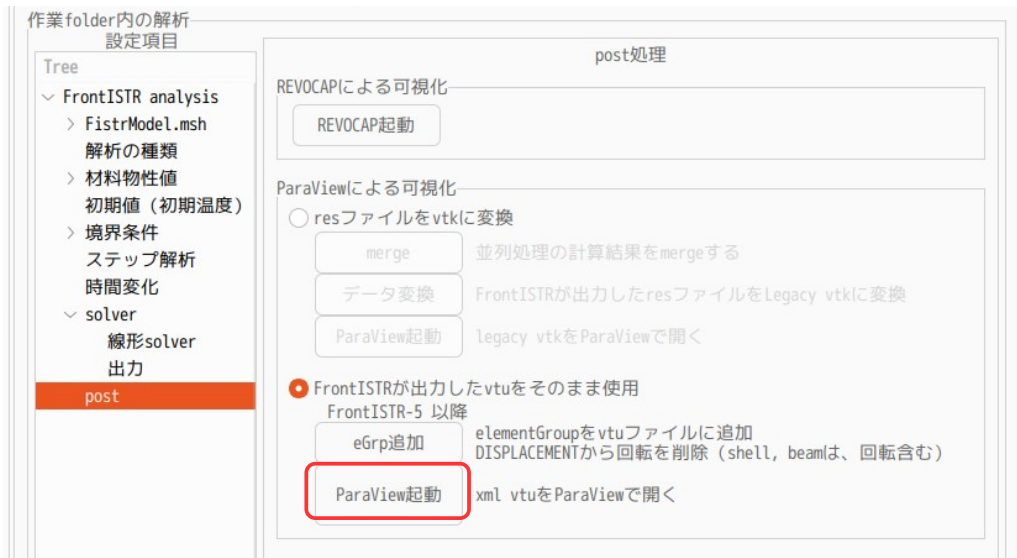 作業folder内の解析
設定項目
Tree
FrontISTR analysis
FistrModel.msh
解析の種類
材料物性値
初期値（初期温度）
境界条件
ステップ解析
時間変化
solver
線形solver
出力
post
post処理
REVOCAPによる可視化
REVOCAP起動
ParaViewによる可視化
resファイルをvtkに変換
merge 並列処理の計算結果をmergeする
データ変換 FrontISTRが出力したresファイルをLegacy vtkに変換
ParaView起動 legacy vtkをParaViewで開く
FrontISTRが出力したvtuをそのまま使用
FrontISTR-5 以降
eGrp追加 elementGroupをvtuファイルに追加
DISPLACEMENTから回転を削除（shell, beamは、回転含む）
ParaView起動 xml vtuをParaViewで開く